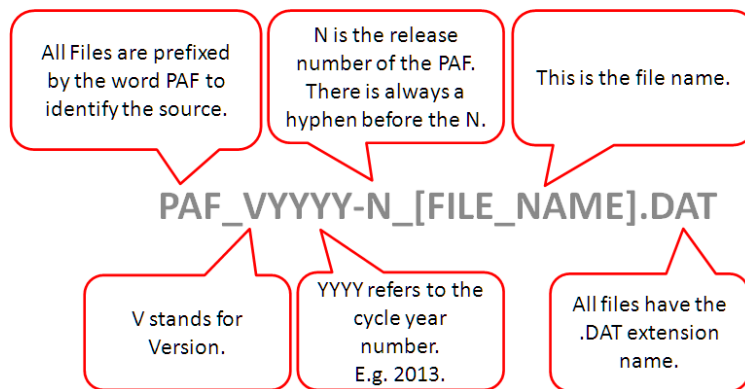 All Files are prefixed
by the word PAF to
identify the source.
N is the release
number of the PAF.
There is always a
hyphen before the N.
This is the file name.
PAF_VYYYY-N_[FILE_NAME].DAT
V stands for
Version.
YYYY refers to the
cycle year
number.
E.g. 2013.
All files have the
.DAT extension
name.